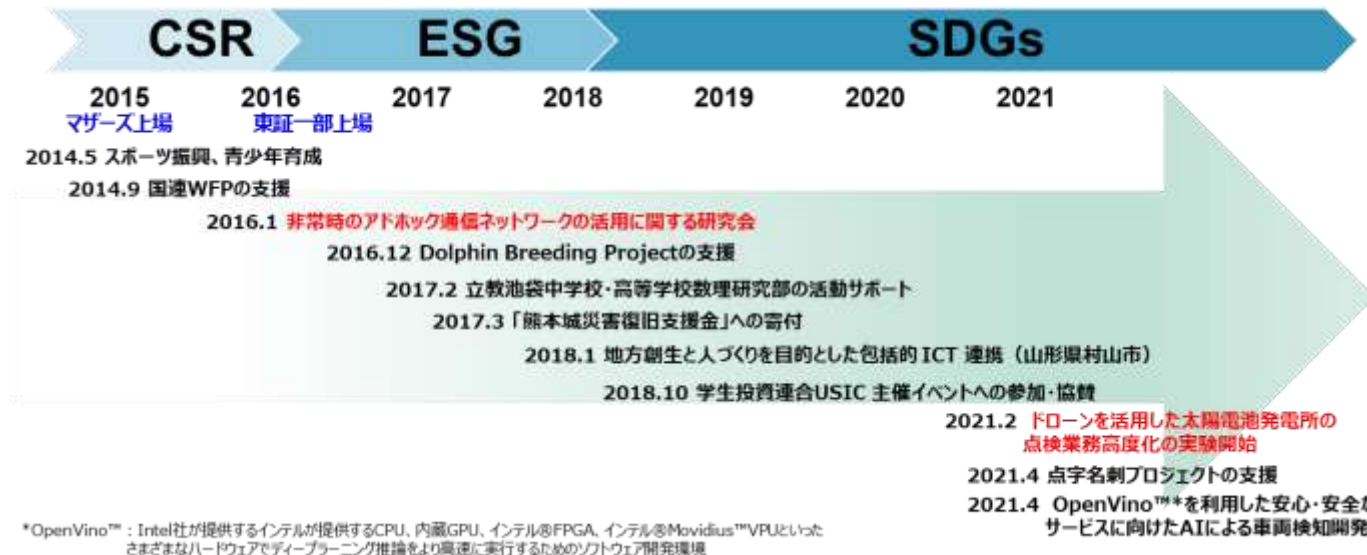 CSR ESG SDGs
2015 2016 2017 2018 2019 2020 2021
マザーズ上場 東証一部上場
2014.5 スポーツ振興、青少年育成
2014.9 国連WFPの支援
2016.1 非常時のアドホック通信ネットワークの活用に関する研究会
2016.12 Dolphin Breeding Projectの支援
2017.2 立教池袋中学校・高等学校数理研究部の活動サポート
2017.3 「熊本城災害復旧支援金」への寄付
2018.1 地方創生と人づくりを目的とした包括的 ICT 連携（山形県村山市）
2018.10 学生投資連合USIC 主催イベントへの参加・協賛
2021.2 ドローンを活用した太陽電池発電所の
点検業務高度化の実験開始
2021.4 点字名刺プロジェクトの支援
2021.4 OpenVino™*を利用した安心・安全な
サービスに向けたAIによる車両検知開発
*OpenVino™：Intel社が提供するインテルが提供するCPU、内蔵GPU、インテル®FPGA、インテル®Movidius™VPUといった
さまざまなハードウェアでディープラーニング推論をより高速に実行するためのソフトウェア開発環境